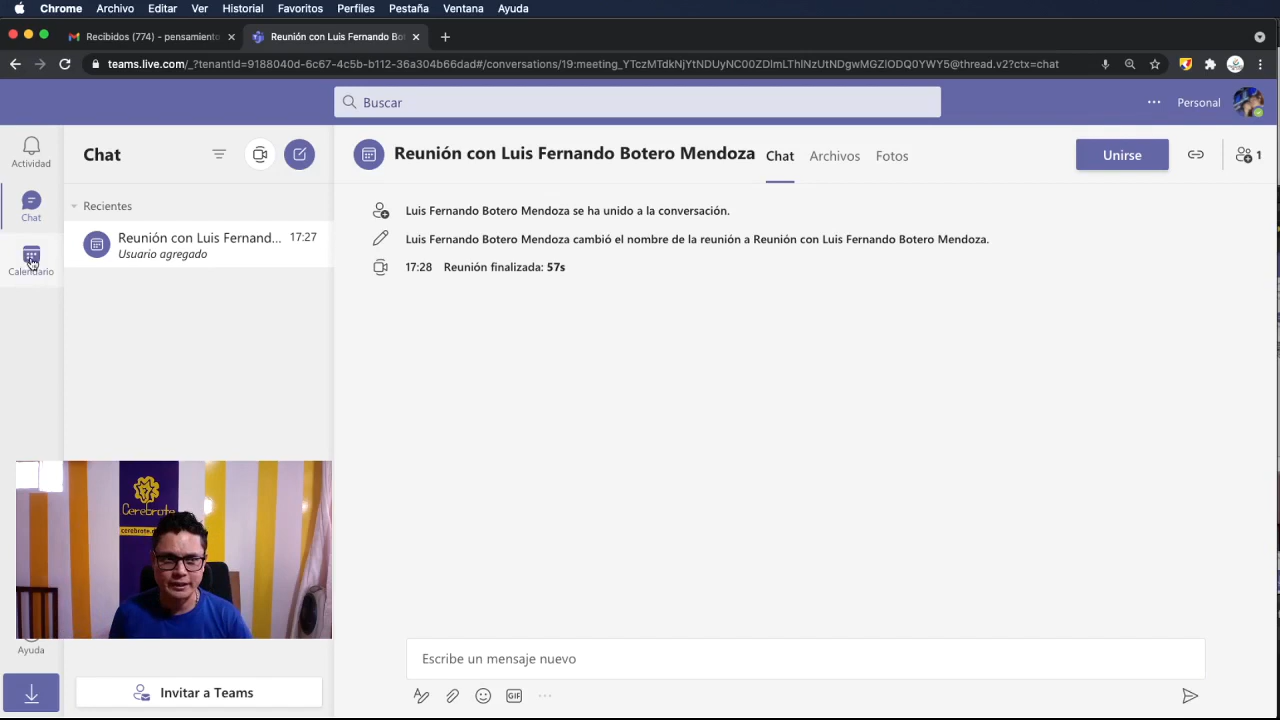 Chrome Archivo Editar Ver Historial Favoritos Perfiles Pestaña Ventana Ayuda
Recibidos (774) - pensamiento
Reunión con Luis Fernando Bot
teams.live.com/_?tenantId=9188040d-6c67-4c5b-b112-36a304b66dad#/conversations/19:meeting_YTczMTdkNjYtNDUyNC00ZDlmLThlNzUtNDgwMGZlODQ0YWY5@thread.v2?ctx=chat
Buscar
Personal
Actividad
Chat
Calendario
Chat
Recientes
Reunión con Luis Fernand... 17:27
Usuario agregado
Reunión con Luis Fernando Botero Mendoza Chat Archivos Fotos
Unirse
1
Luis Fernando Botero Mendoza se ha unido a la conversación.
Luis Fernando Botero Mendoza cambió el nombre de la reunión a Reunión con Luis Fernando Botero Mendoza.
17:28 Reunión finalizada: 57s
Cerebrote
Ayuda
Invitar a Teams
Escribe un mensaje nuevo
GIF